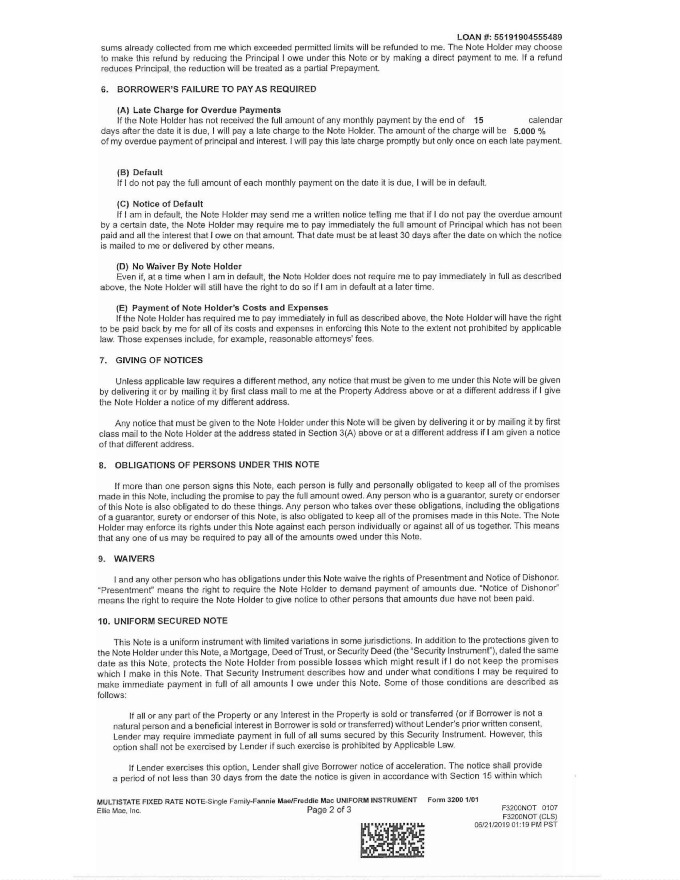 LOAN #: 55191904555489
sums already collected from me which exceeded permitted limits will be refunded to me. The Note Holder may choose
to make this refund by reducing the Principal I owe under this Note or by making a direct payment to me. If a refund
reduces Principal, the reduction will be treated as a partial Prepayment.
6. BORROWER'S FAILURE TO PAY AS REQUIRED
(A) Late Charge for Overdue Payments
If the Note Holder has not received the full amount of any monthly payment by the end of 15 calendar
days after the date it is due, I will pay a late charge to the Note Holder. The amount of the charge will be 5.000 %
of my overdue payment of principal and interest. I will pay this late charge promptly but only once on each late payment.
(B) Default
If I do not pay the full amount of each monthly payment on the date it is due, I will be in default.
(C) Notice of Default
If I am in default, the Note Holder may send me a written notice telling me that if I do not pay the overdue amount
by a certain date, the Note Holder may require me to pay immediately the full amount of Principal which has not been
paid and all the interest that I owe on that amount. That date must be at least 30 days after the date on which the notice
is mailed to me or delivered by other means.
(D) No Waiver By Note Holder
Even if, at a time when I am in default, the Note Holder does not require me to pay immediately in full as described
above, the Note Holder will still have the right to do so if I am in default at a later time.
(E) Payment of Note Holder's Costs and Expenses
If the Note Holder has required me to pay immediately in full as described above, the Note Holder will have the right
to be paid back by me for all of its costs and expenses in enforcing this Note to the extent not prohibited by applicable
law. Those expenses include, for example, reasonable attorneys' fees.
7. GIVING OF NOTICES
Unless applicable law requires a different method, any notice that must be given to me under this Note will be given
by delivering it or by mailing it by first class mail to me at the Property Address above or at a different address if I give
the Note Holder a notice of my different address.
Any notice that must be given to the Note Holder under this Note will be given by delivering it or by mailing it by first
class mail to the Note Holder at the address stated in Section 3(A) above or at a different address if I am given a notice
of that different address.
8. OBLIGATIONS OF PERSONS UNDER THIS NOTE
If more than one person signs this Note, each person is fully and personally obligated to keep all of the promises
made in this Note, including the promise to pay the full amount owed. Any person who is a guarantor, surety or endorser
of this Note is also obligated to do these things. Any person who takes over these obligations, including the obligations
of a guarantor, surety or endorser of this Note, is also obligated to keep all of the promises made in this Note. The Note
Holder may enforce its rights under this Note against each person individually or against all of us together. This means
that any one of us may be required to pay all of the amounts owed under this Note.
9. WAIVERS
I and any other person who has obligations under this Note waive the rights of Presentment and Notice of Dishonor.
"Presentment" means the right to require the Note Holder to demand payment of amounts due. "Notice of Dishonor"
means the right to require the Note Holder to give notice to other persons that amounts due have not been paid.
10. UNIFORM SECURED NOTE
This Note is a uniform instrument with limited variations in some jurisdictions. In addition to the protections given to
the Note Holder under this Note, a Mortgage, Deed of Trust, or Security Deed (the "Security Instrument"), dated the same
date as this Note, protects the Note Holder from possible losses which might result if I do not keep the promises
which I make in this Note. That Security Instrument describes how and under what conditions I may be required to
make immediate payment in full of all amounts I owe under this Note. Some of those conditions are described as
follows:
If all or any part of the Property or any Interest in the Property is sold or transferred (or if Borrower is not a
natural person and a beneficial interest in Borrower is sold or transferred) without Lender's prior written consent,
Lender may require immediate payment in full of all sums secured by this Security Instrument. However, this
option shall not be exercised by Lender if such exercise is prohibited by Applicable Law.
If Lender exercises this option, Lender shall give Borrower notice of acceleration. The notice shall provide
a period of not less than 30 days from the date the notice is given in accordance with Section 15 within which
MULTISTATE FIXED RATE NOTE-Single Family-Fannie Mae/Freddie Mac UNIFORM INSTRUMENT Form 3200 1/01
Ellie Mae, Inc. Page 2 of 3 F3200NOT 0107
F3200NOT (CLS)
05/21/2019 01:19 PM PST